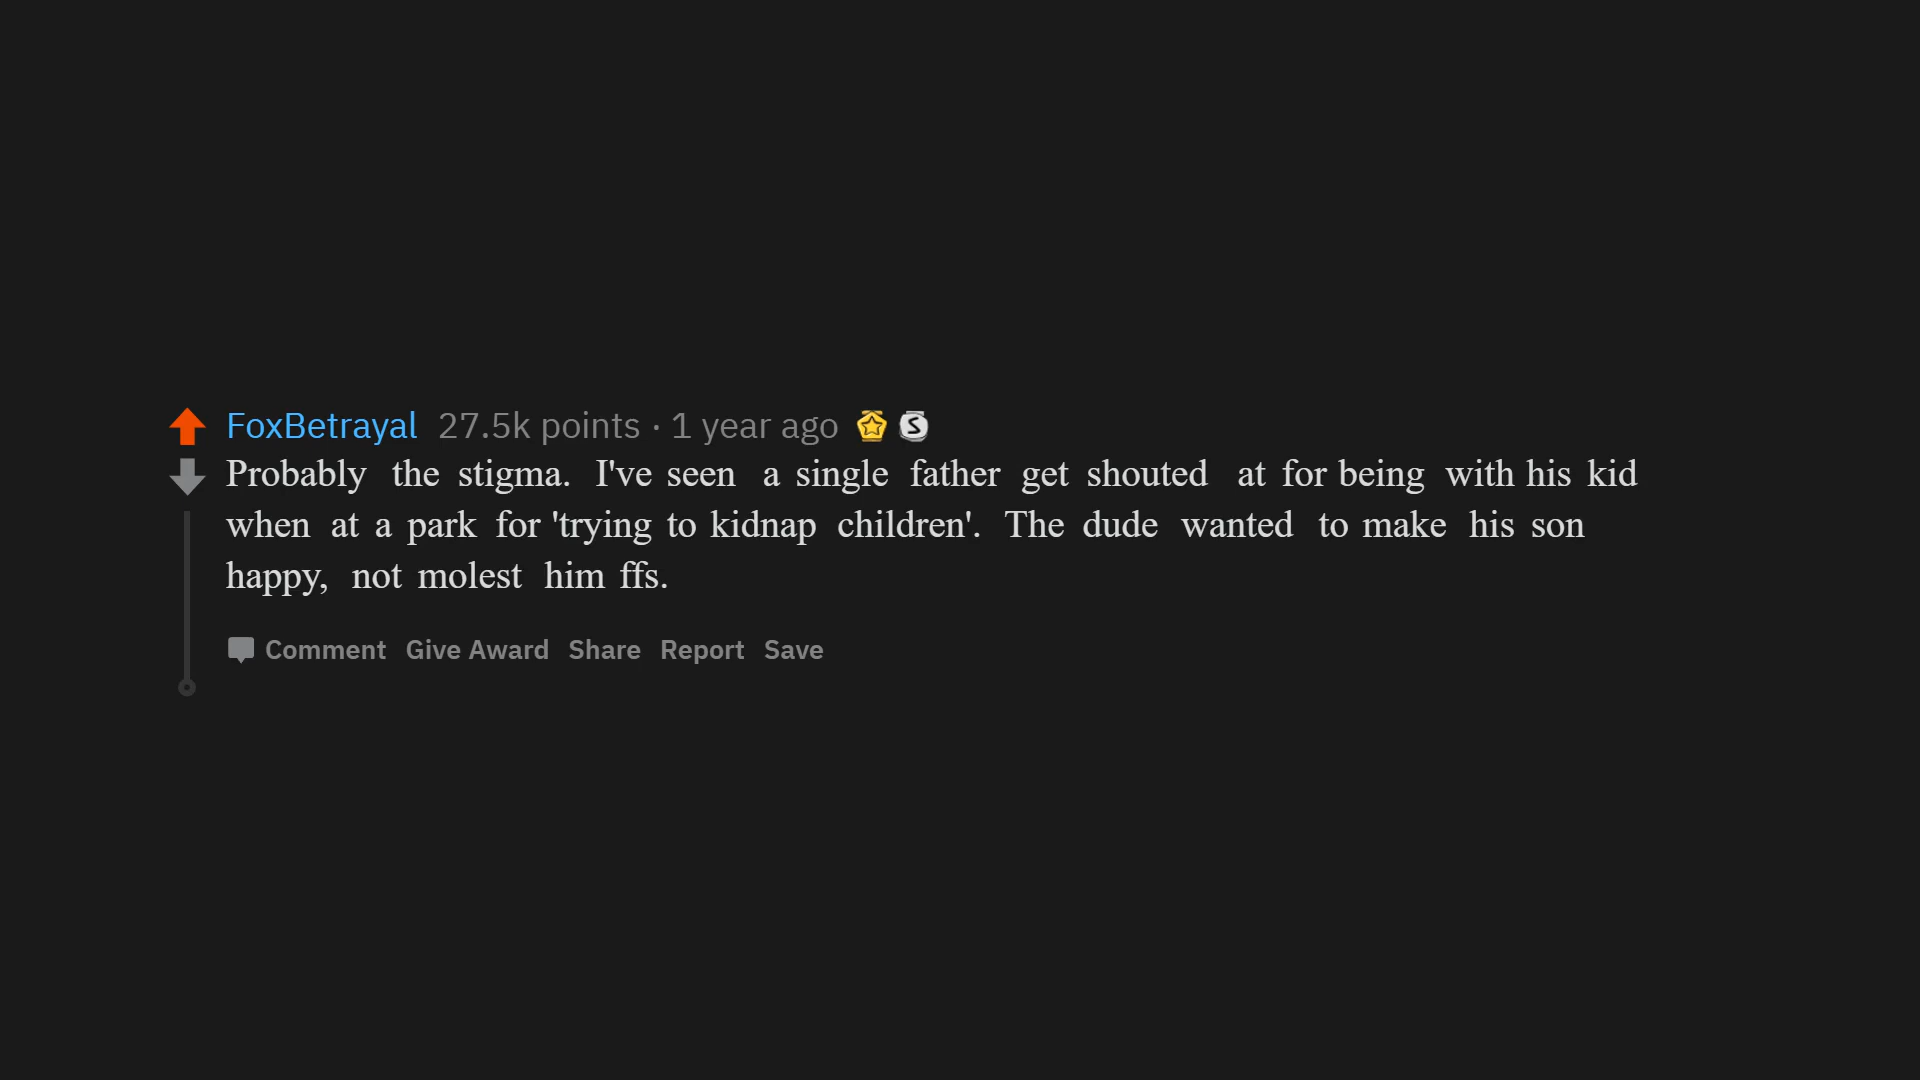 FoxBetrayal 27.5k points · 1 year ago
Probably the stigma. I've seen a single father get shouted at for being with his kid
when at a park for 'trying to kidnap children'. The dude wanted to make his son
happy, not molest him ffs.
Comment Give Award Share Report Save